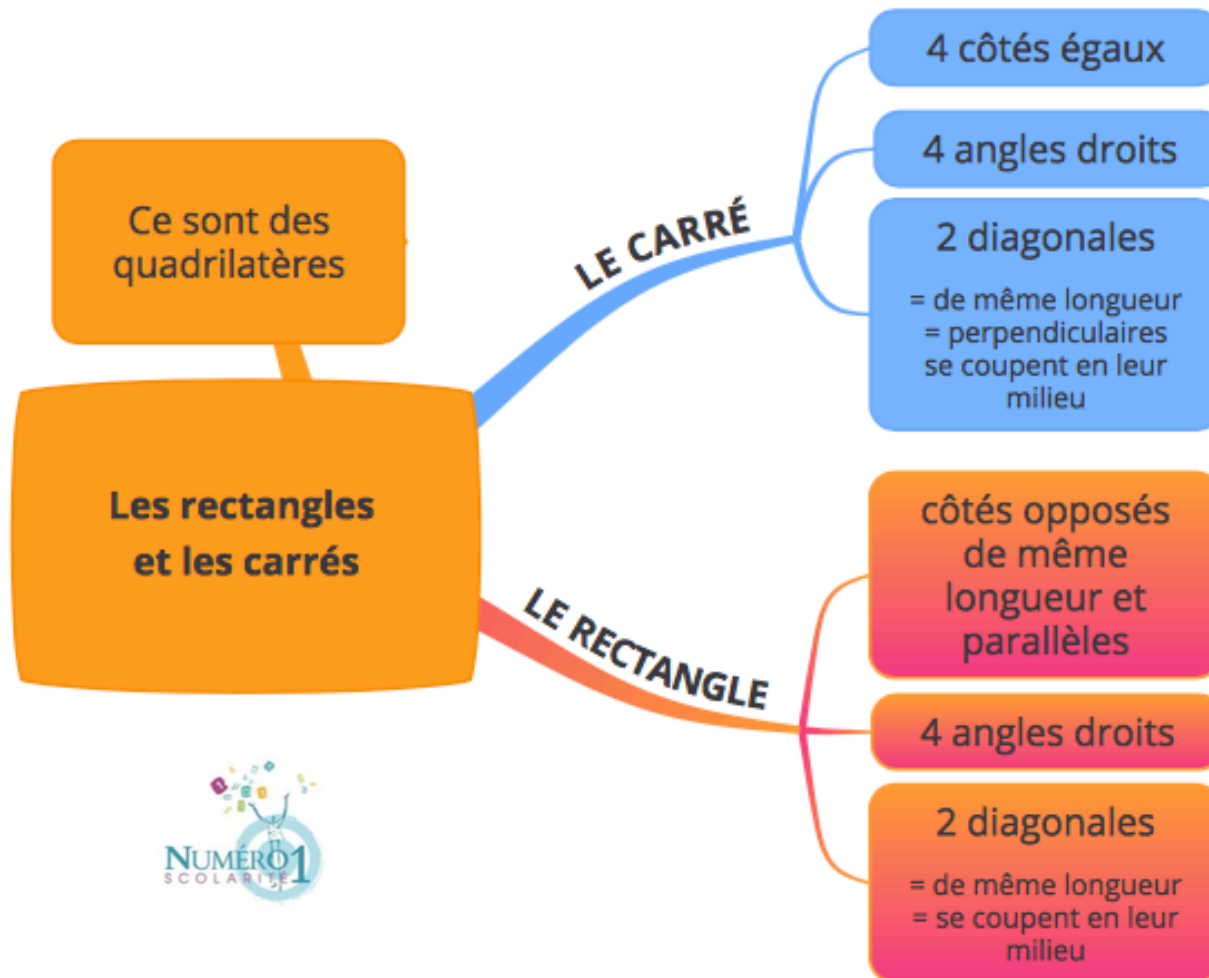 Ce sont des
quadrilatères
Les rectangles
et les carrés
LE CARRÉ
4 côtés égaux
4 angles droits
2 diagonales
= de même longueur
= perpendiculaires
se coupent en leur
milieu
LE RECTANGLE
côtés opposés
de même
longueur et
parallèles
4 angles droits
2 diagonales
= de même longueur
= se coupent en leur
milieu
NUMÉRO1
SCOLARITÉ